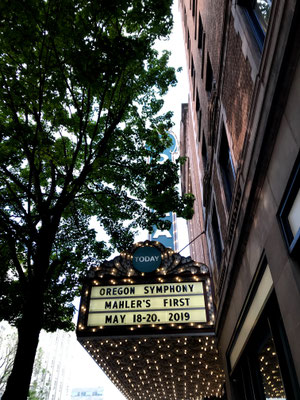 TODAY
OREGON SYMPHONY
MAHLER'S FIRST
MAY 18-20. 2019